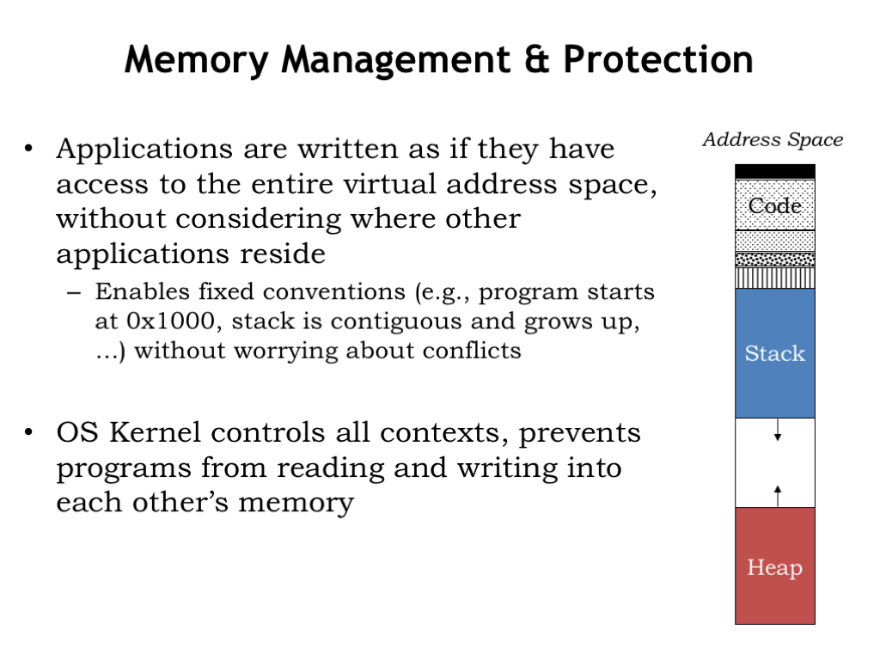 Memory Management & Protection
• Applications are written as if they have
access to the entire virtual address space,
without considering where other
applications reside
– Enables fixed conventions (e.g., program starts
at 0x1000, stack is contiguous and grows up,
…) without worrying about conflicts
• OS Kernel controls all contexts, prevents
programs from reading and writing into
each other’s memory
Address Space
Code
Stack
Heap